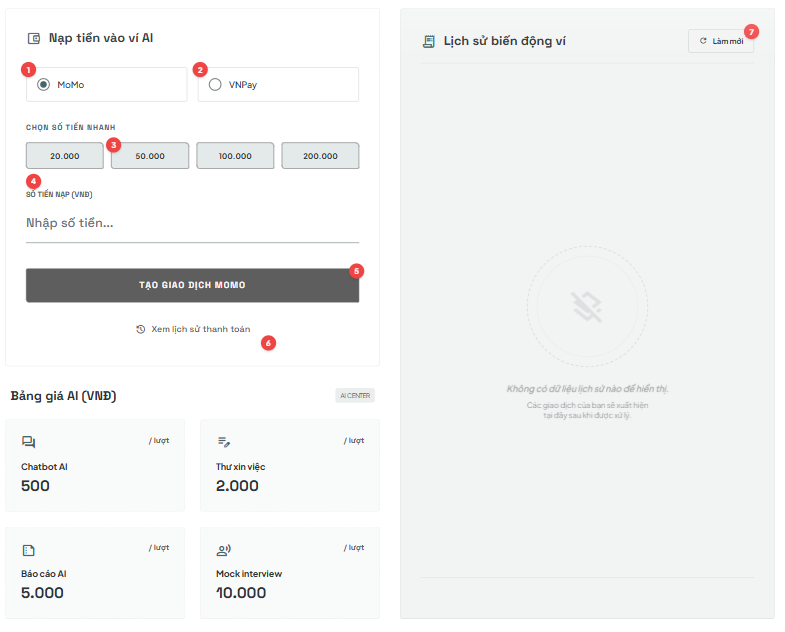 Nạp tiền vào ví AI
1
MoMo
2
VNPay
CHỌN SỐ TIỀN NHANH
20.000
3
50.000
100.000
200.000
4
SỐ TIỀN NẠP (VNĐ)
Nhập số tiền...
5
TẠO GIAO DỊCH MOMO
Xem lịch sử thanh toán
6
Bảng giá AI (VNĐ)
AI CENTER
/ lượt
Chatbot AI
500
/ lượt
Thư xin việc
2.000
/ lượt
Báo cáo AI
5.000
/ lượt
Mock interview
10.000
Lịch sử biến động ví
7
Làm mới
Không có dữ liệu lịch sử nào để hiển thị.
Các giao dịch của bạn sẽ xuất hiện
tại đây sau khi được xử lý.